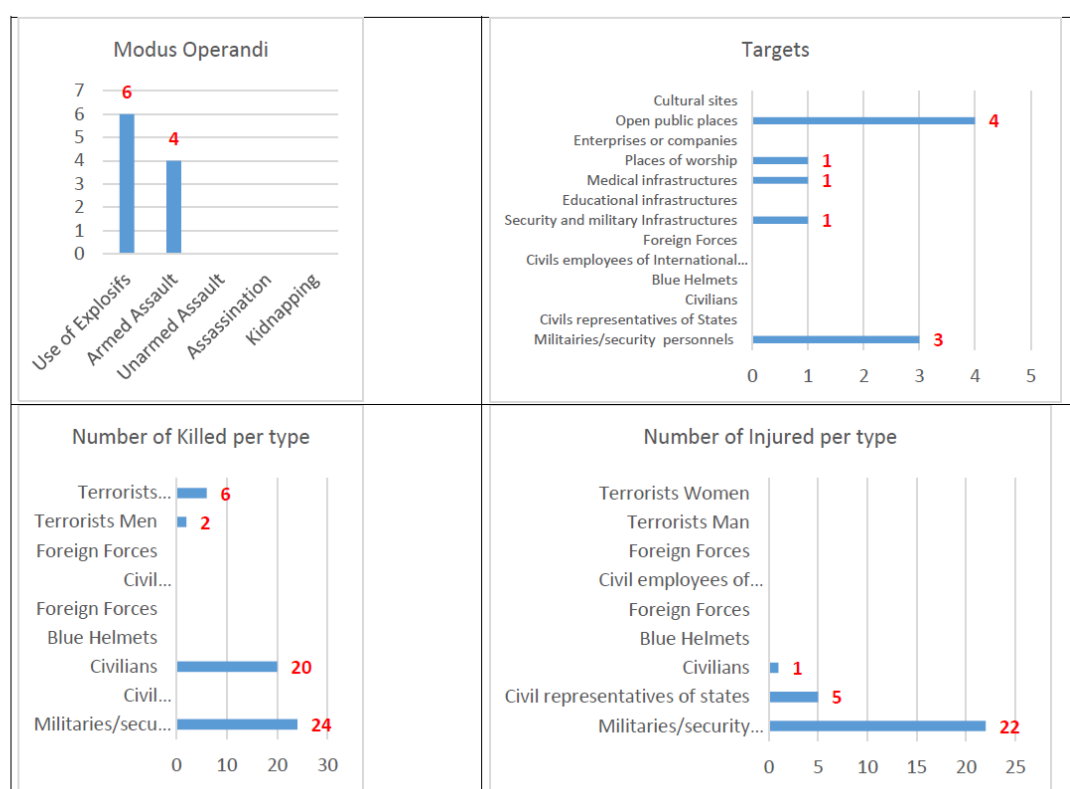 Modus Operandi
7
6
5
4
3
2
1
0
6
4
Use of Explosifs
Armed Assault
Unarmed Assault
Assassination
Kidnapping
Targets
Cultural sites
Open public places
4
Enterprises or companies
Places of worship
1
Medical infrastructures
1
Educational infrastructures
Security and military Infrastructures
1
Foreign Forces
Civils employees of International...
Blue Helmets
Civilians
Civils representatives of States
Militairies/security personnels
3
0 1 2 3 4 5
Number of Killed per type
Terrorists...
6
Terrorists Men
2
Foreign Forces
Civil...
Foreign Forces
Blue Helmets
Civilians
20
Civil...
Militaries/secu...
24
0 10 20 30
Number of Injured per type
Terrorists Women
Terrorists Man
Foreign Forces
Civil employees of...
Foreign Forces
Blue Helmets
Civilians
1
Civil representatives of states
5
Militaries/security...
22
0 5 10 15 20 25